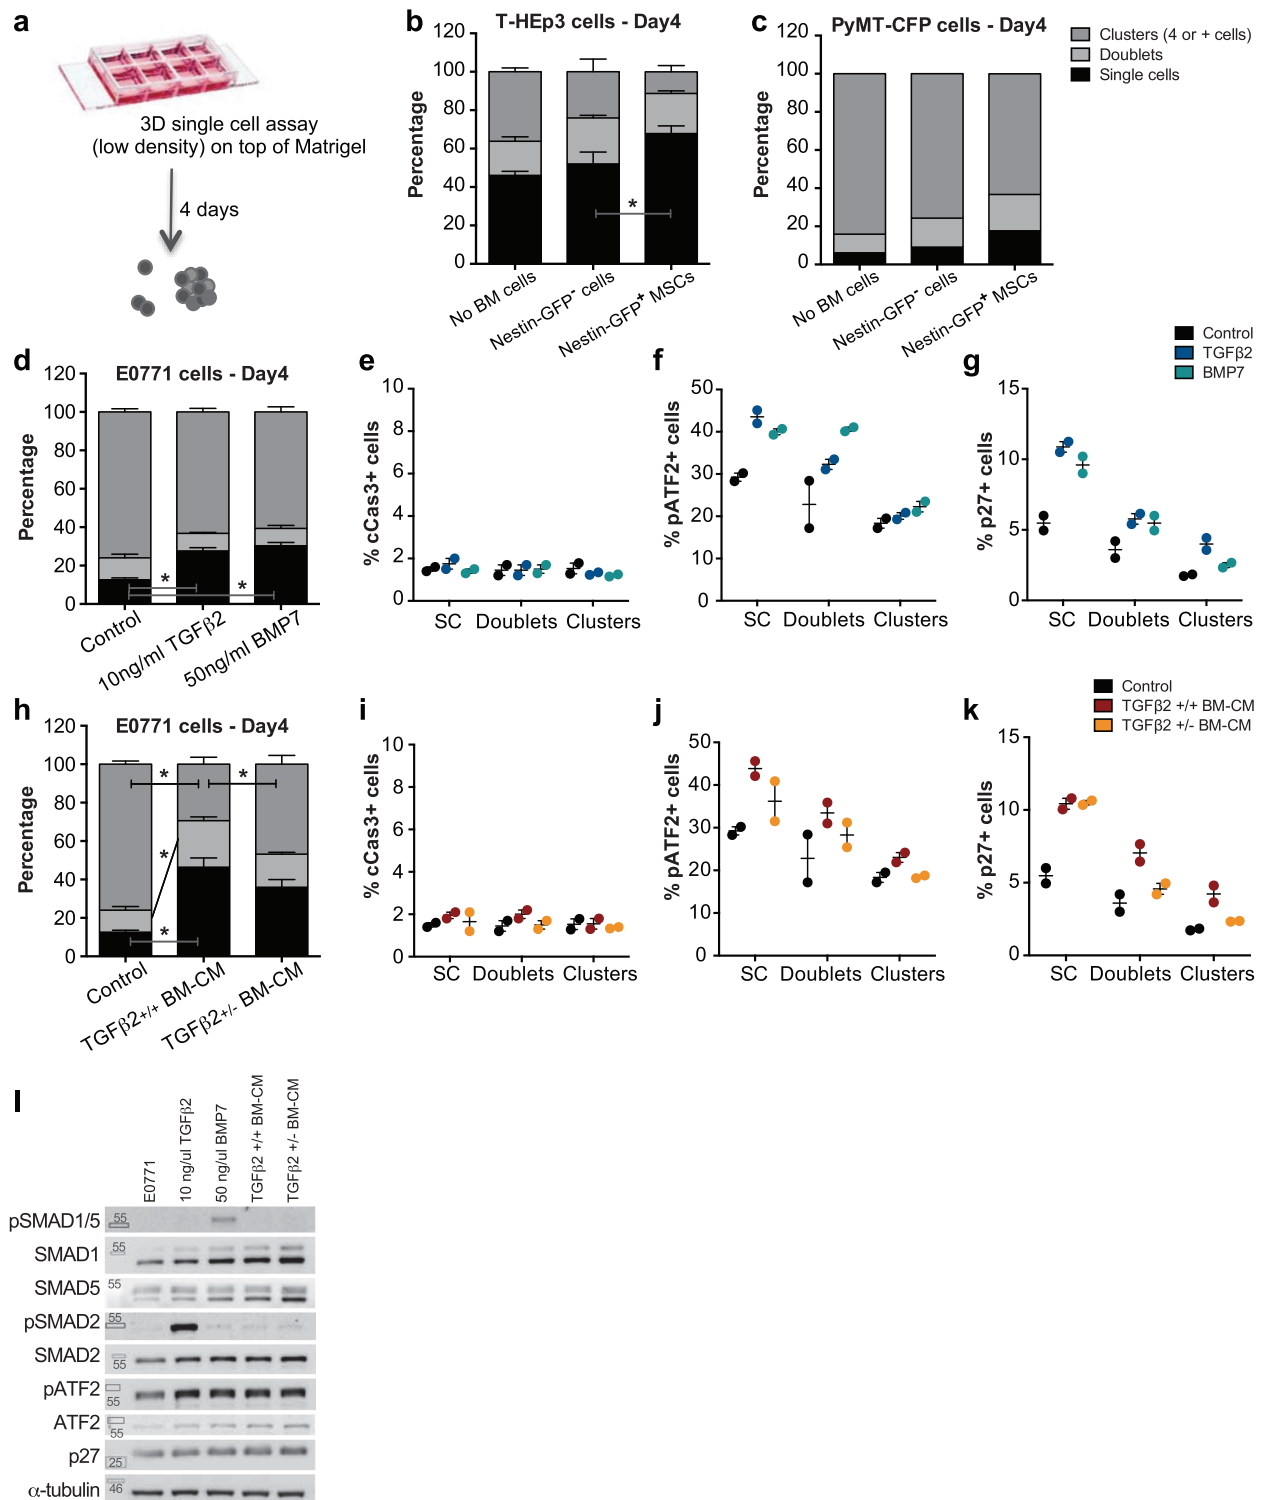 a
3D single cell assay
(low density) on top of Matrigel
4 days
b
T-HEp3 cells - Day4
Percentage
120
100
80
60
40
20
0
*
No BM cells
Nestin-GFP- cells
Nestin-GFP+ MSCs
c
PyMT-CFP cells - Day4
Percentage
120
100
80
60
40
20
0
No BM cells
Nestin-GFP- cells
Nestin-GFP+ MSCs
Clusters (4 or + cells)
Doublets
Single cells
d
E0771 cells - Day4
Percentage
120
100
80
60
40
20
0
*
*
Control
10ng/ml TGFβ2
50ng/ml BMP7
e
% cCas3+ cells
10
8
6
4
2
0
SC Doublets Clusters
f
% pATF2+ cells
50
40
30
20
10
0
SC Doublets Clusters
g
% p27+ cells
15
10
5
0
SC Doublets Clusters
Control
TGFβ2
BMP7
h
E0771 cells - Day4
Percentage
120
100
80
60
40
20
0
* *
*
*
Control
TGFβ2+/+ BM-CM
TGFβ2+/- BM-CM
i
% cCas3+ cells
10
8
6
4
2
0
SC Doublets Clusters
j
% pATF2+ cells
50
40
30
20
10
0
SC Doublets Clusters
k
% p27+ cells
15
10
5
0
SC Doublets Clusters
Control
TGFβ2 +/+ BM-CM
TGFβ2 +/- BM-CM
l
E0771
10 ng/ul TGFβ2
50 ng/ul BMP7
TGFβ2 +/+ BM-CM
TGFβ2 +/- BM-CM
pSMAD1/5 55
SMAD1 55
SMAD5 55
pSMAD2 55
SMAD2 55
pATF2 55
ATF2 55
p27 25
α-tubulin 46